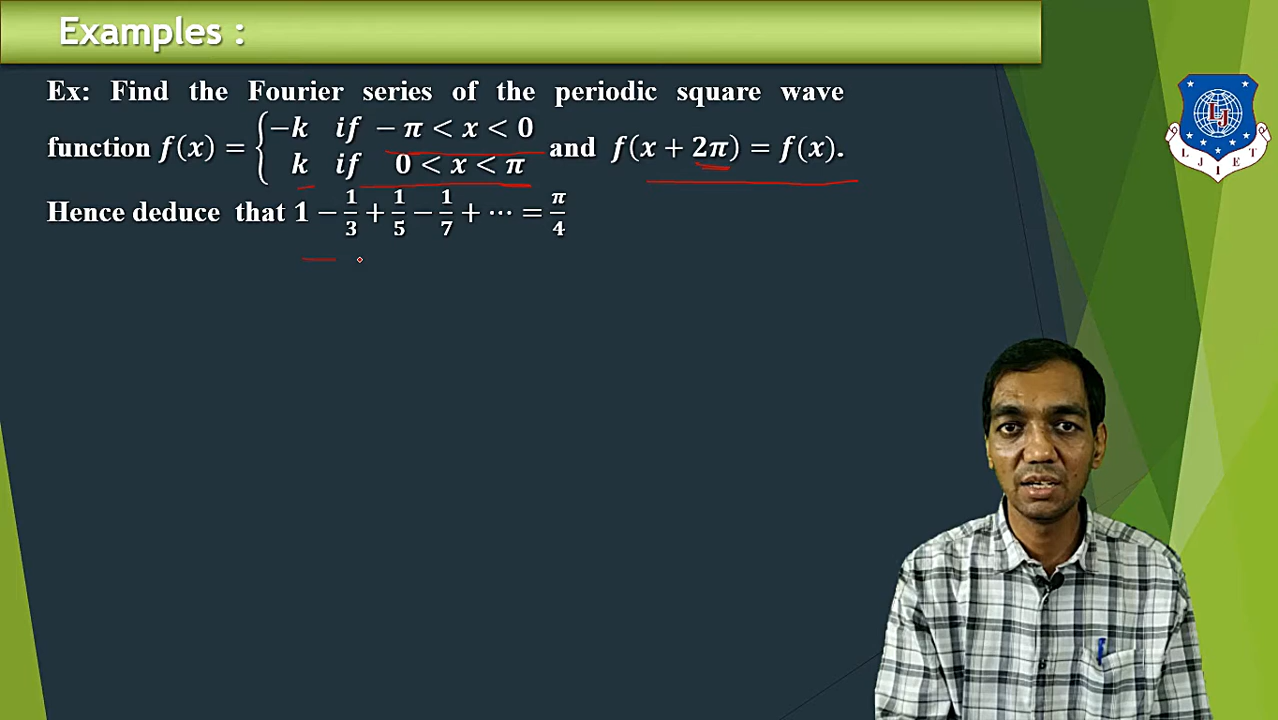 Examples :
Ex: Find the Fourier series of the periodic square wave
function f(x) = {−k if − π < x < 0
k if 0 < x < π and f(x + 2π) = f(x).
Hence deduce that 1 − 1/3 + 1/5 − 1/7 + ⋯ = π/4
LJIET